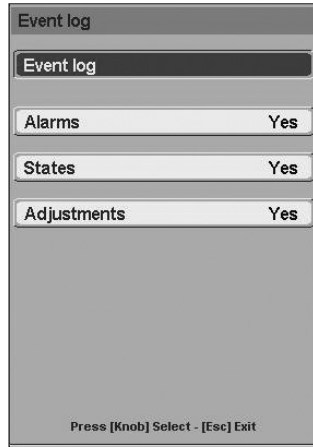 Event log
Event log
Alarms Yes
States Yes
Adjustments Yes
Press [Knob] Select - [Esc] Exit